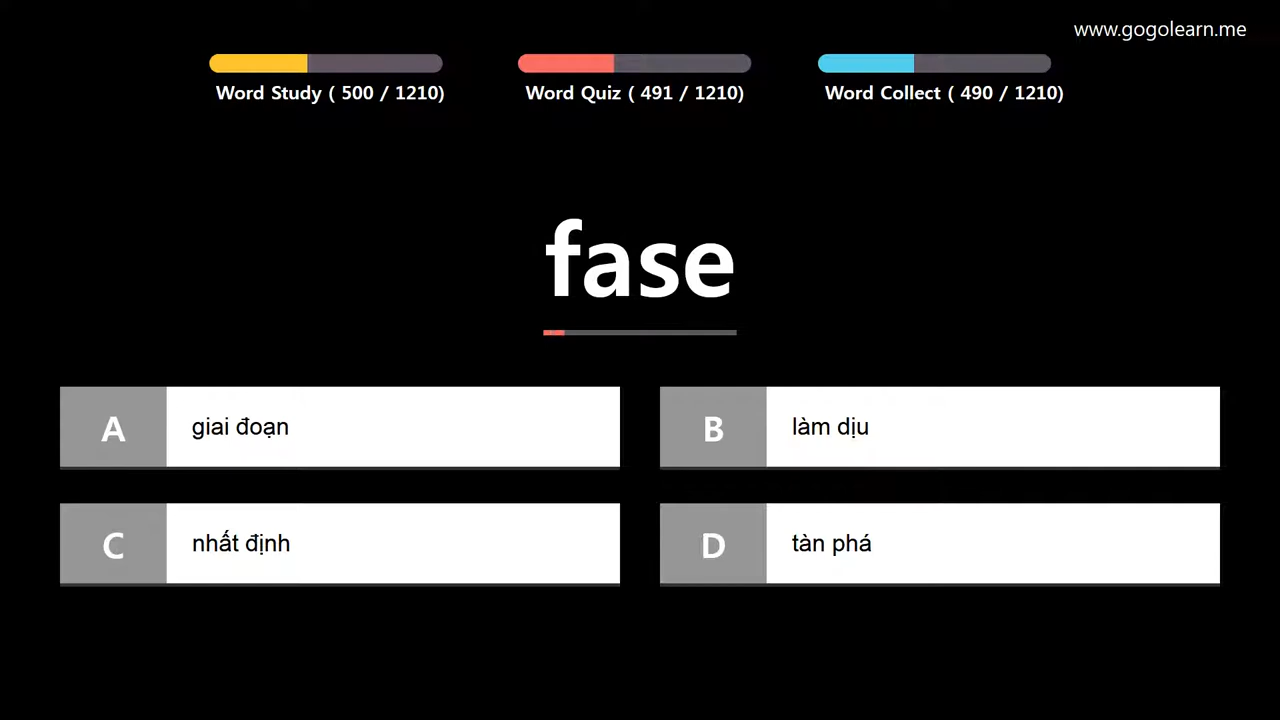 www.gogolearn.me
Word Study ( 500 / 1210)
Word Quiz ( 491 / 1210)
Word Collect ( 490 / 1210)
fase
A
giai đoạn
B
làm dịu
C
nhất định
D
tàn phá